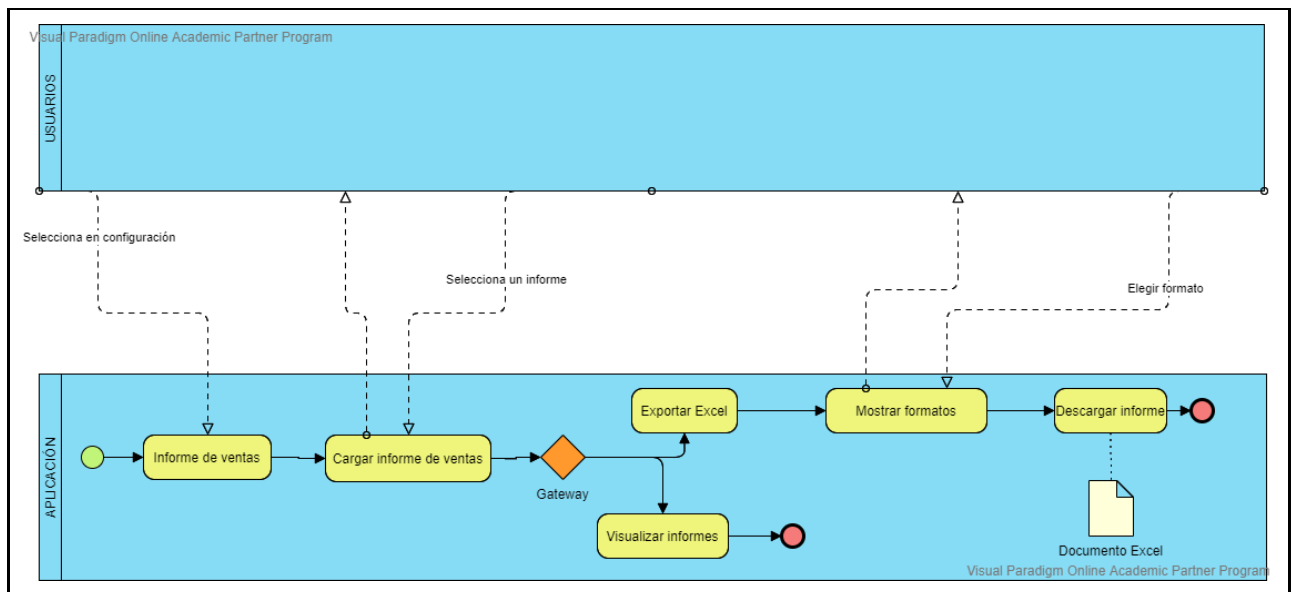 Visual Paradigm Online Academic Partner Program
USUARIOS
Selecciona en configuración
Selecciona un informe
Elegir formato
APLICACIÓN
Exportar Excel
Mostrar formatos
Descargar informe
Informe de ventas
Cargar informe de ventas
Gateway
Visualizar informes
Documento Excel
Visual Paradigm Online Academic Partner Program